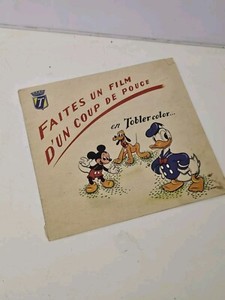 FAITES UN FILM
D'UN COUP DE POUCE
en Tobler color...